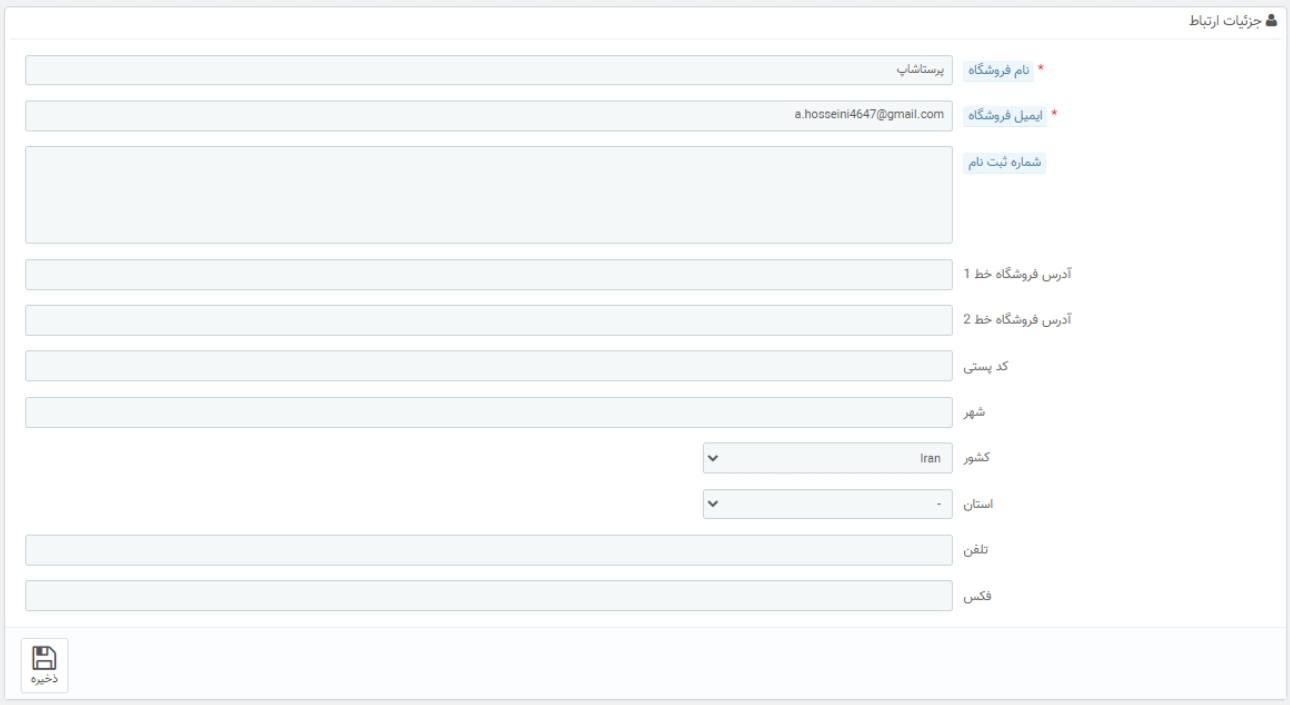 جزئیات ارتباط
* نام فروشگاه
پرستاشاپ
* ایمیل فروشگاه
a.hosseini4647@gmail.com
شماره ثبت نام
آدرس فروشگاه خط 1
آدرس فروشگاه خط 2
کد پستی
شهر
کشور
Iran
استان
-
تلفن
فکس
ذخیره